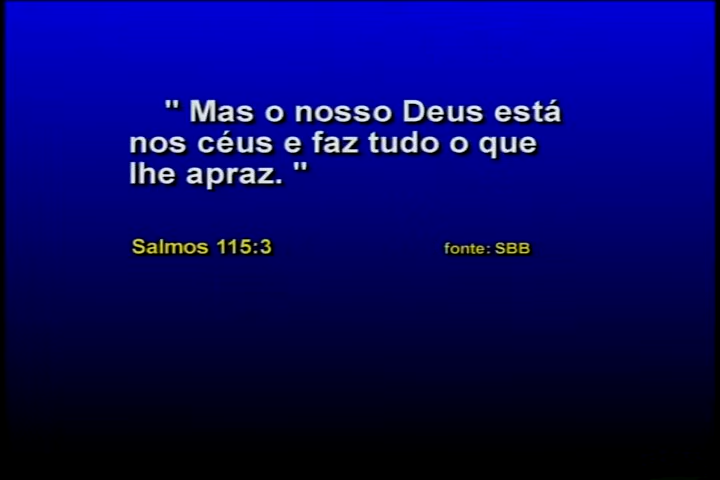 " Mas o nosso Deus está
nos céus e faz tudo o que
lhe apraz. "
Salmos 115:3
fonte: SBB